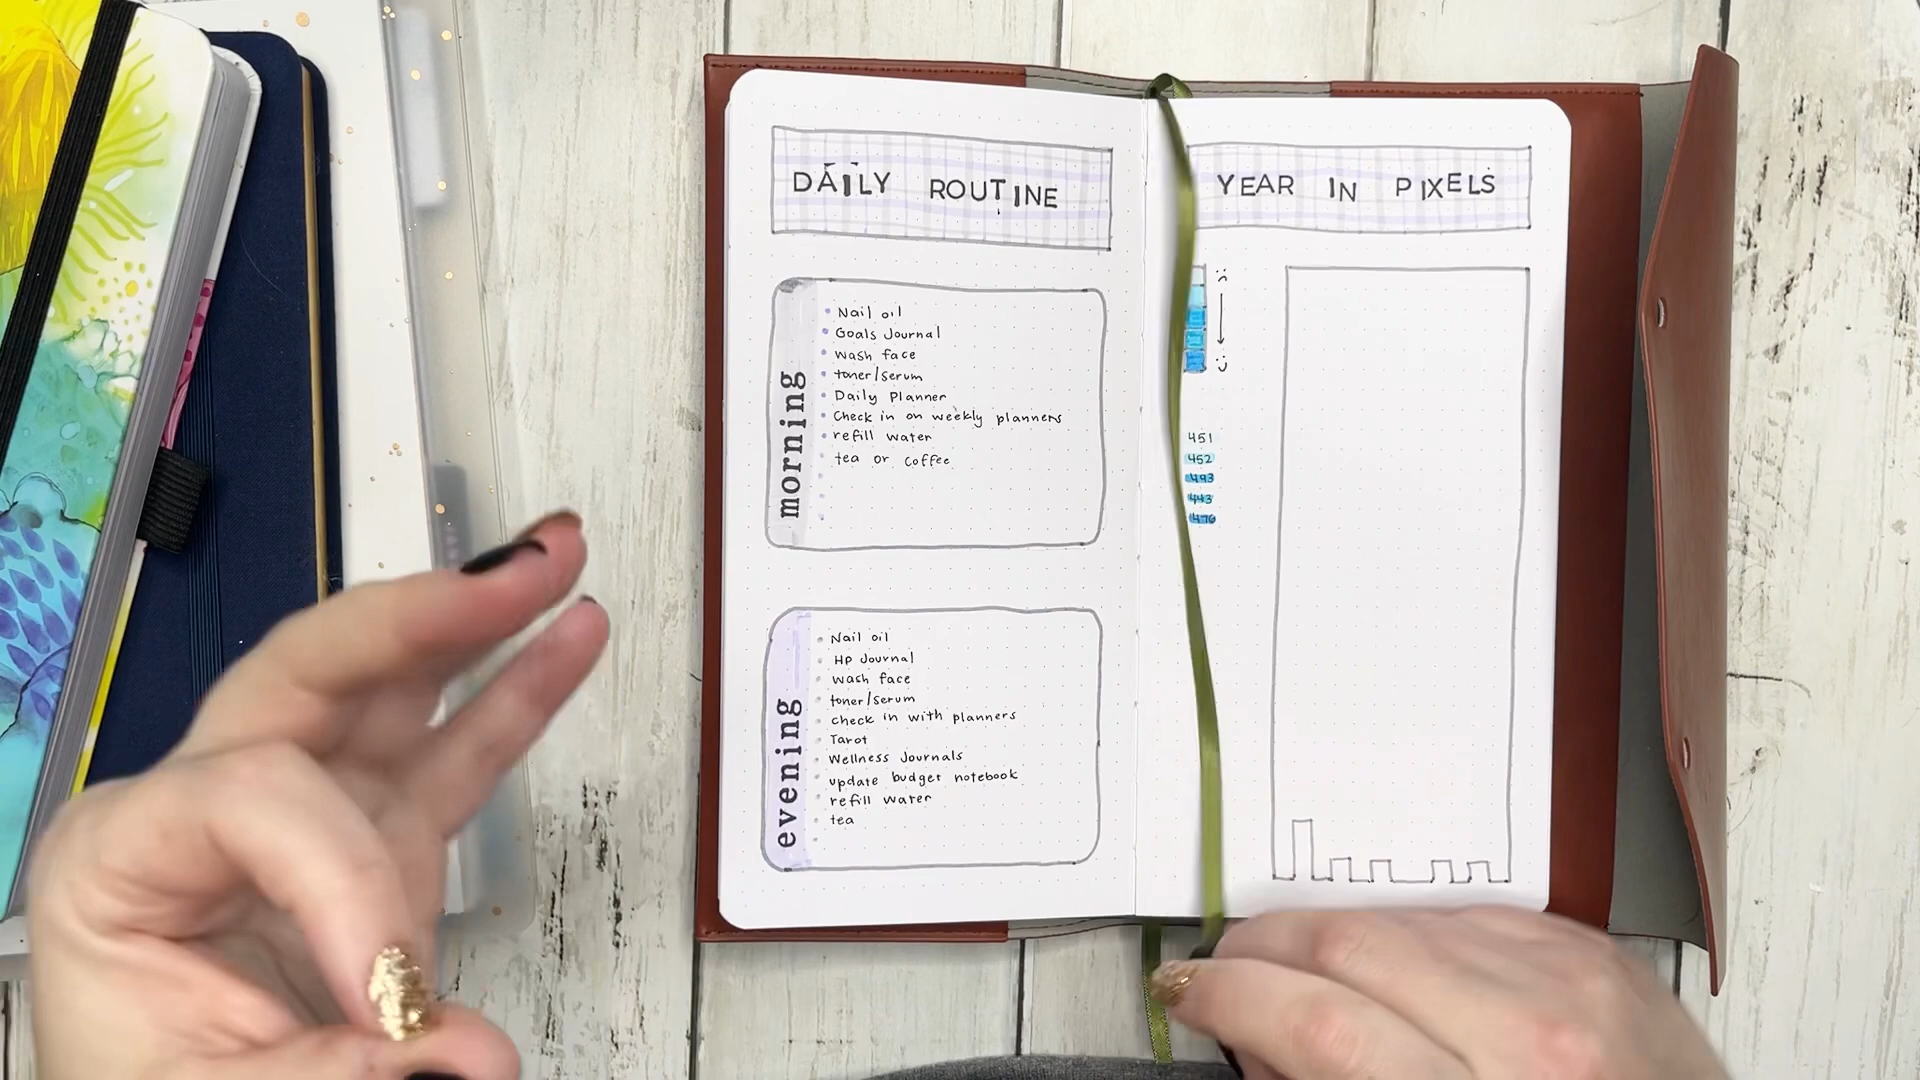 DAILY ROUTINE
morning
Nail oil
Goals Journal
wash face
toner/serum
Daily Planner
Check in on weekly planners
refill water
tea or coffee
evening
Nail oil
HP Journal
wash face
toner/serum
check in with planners
Tarot
Wellness Journals
update budget notebook
refill water
tea
YEAR IN PIXELS
451
452
493
443
476